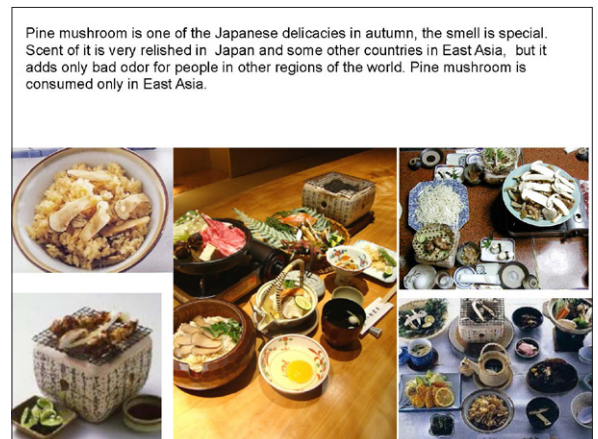 Pine mushroom is one of the Japanese delicacies in autumn, the smell is special.
Scent of it is very relished in Japan and some other countries in East Asia, but it
adds only bad odor for people in other regions of the world. Pine mushroom is
consumed only in East Asia.